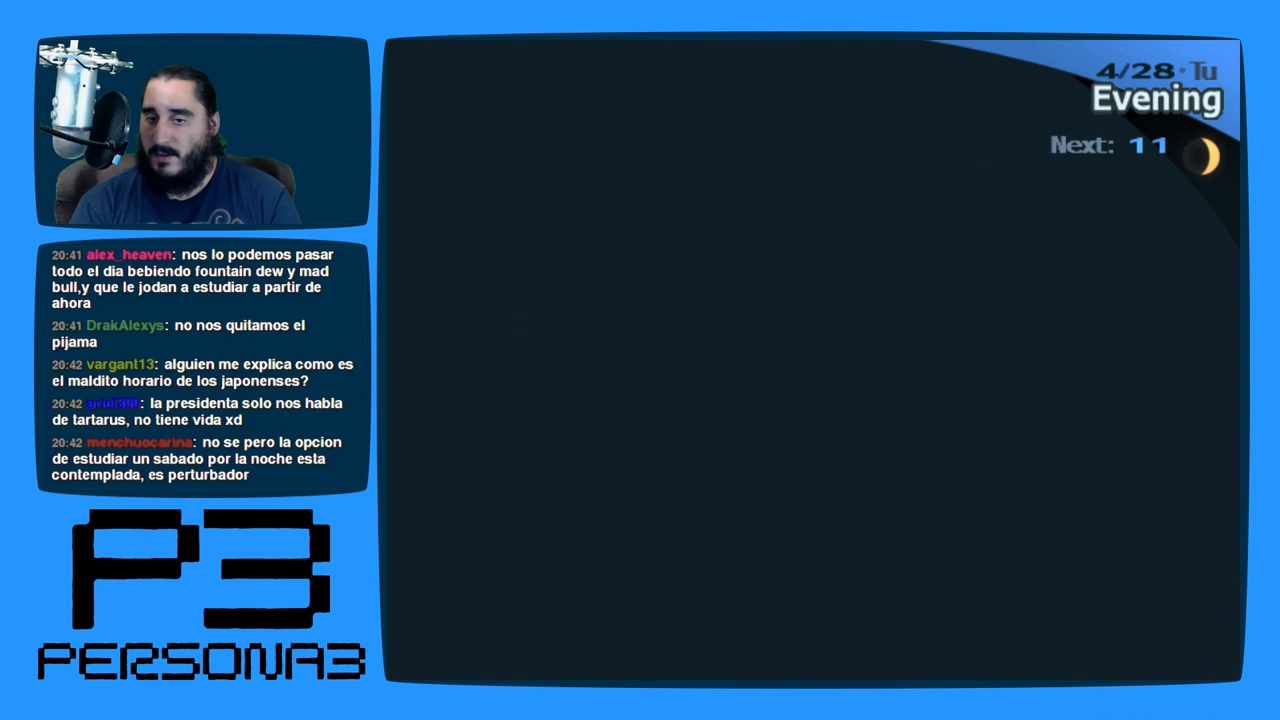 20:41 alex_heaven: nos lo podemos pasar
todo el dia bebiendo fountain dew y mad
bull,y que le jodan a estudiar a partir de
ahora
20:41 DrakAlexys: no nos quitamos el
pijama
20:42 vargant13: alguien me explica como es
el maldito horario de los japonenses?
20:42 : la presidenta solo nos habla
de tartarus, no tiene vida xd
20:42 menchuocarina: no se pero la opcion
de estudiar un sabado por la noche esta
contemplada, es perturbador
P3
PERSONA3
4/28·Tu
Evening
Next: 11